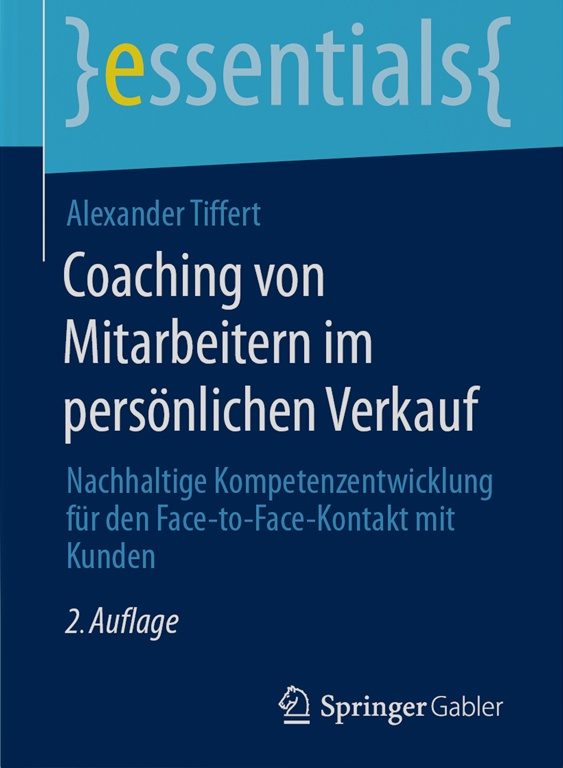 }essentials{
Alexander Tiffert
Coaching von
Mitarbeitern im
persönlichen Verkauf
Nachhaltige Kompetenzentwicklung
für den Face-to-Face-Kontakt mit
Kunden
2. Auflage
Springer Gabler